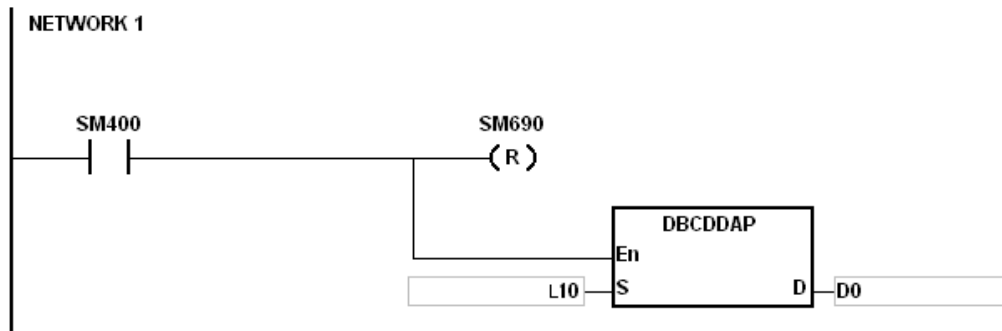 NETWORK 1
SM400
SM690
R
DBCDDAP
En
L10 S D D0